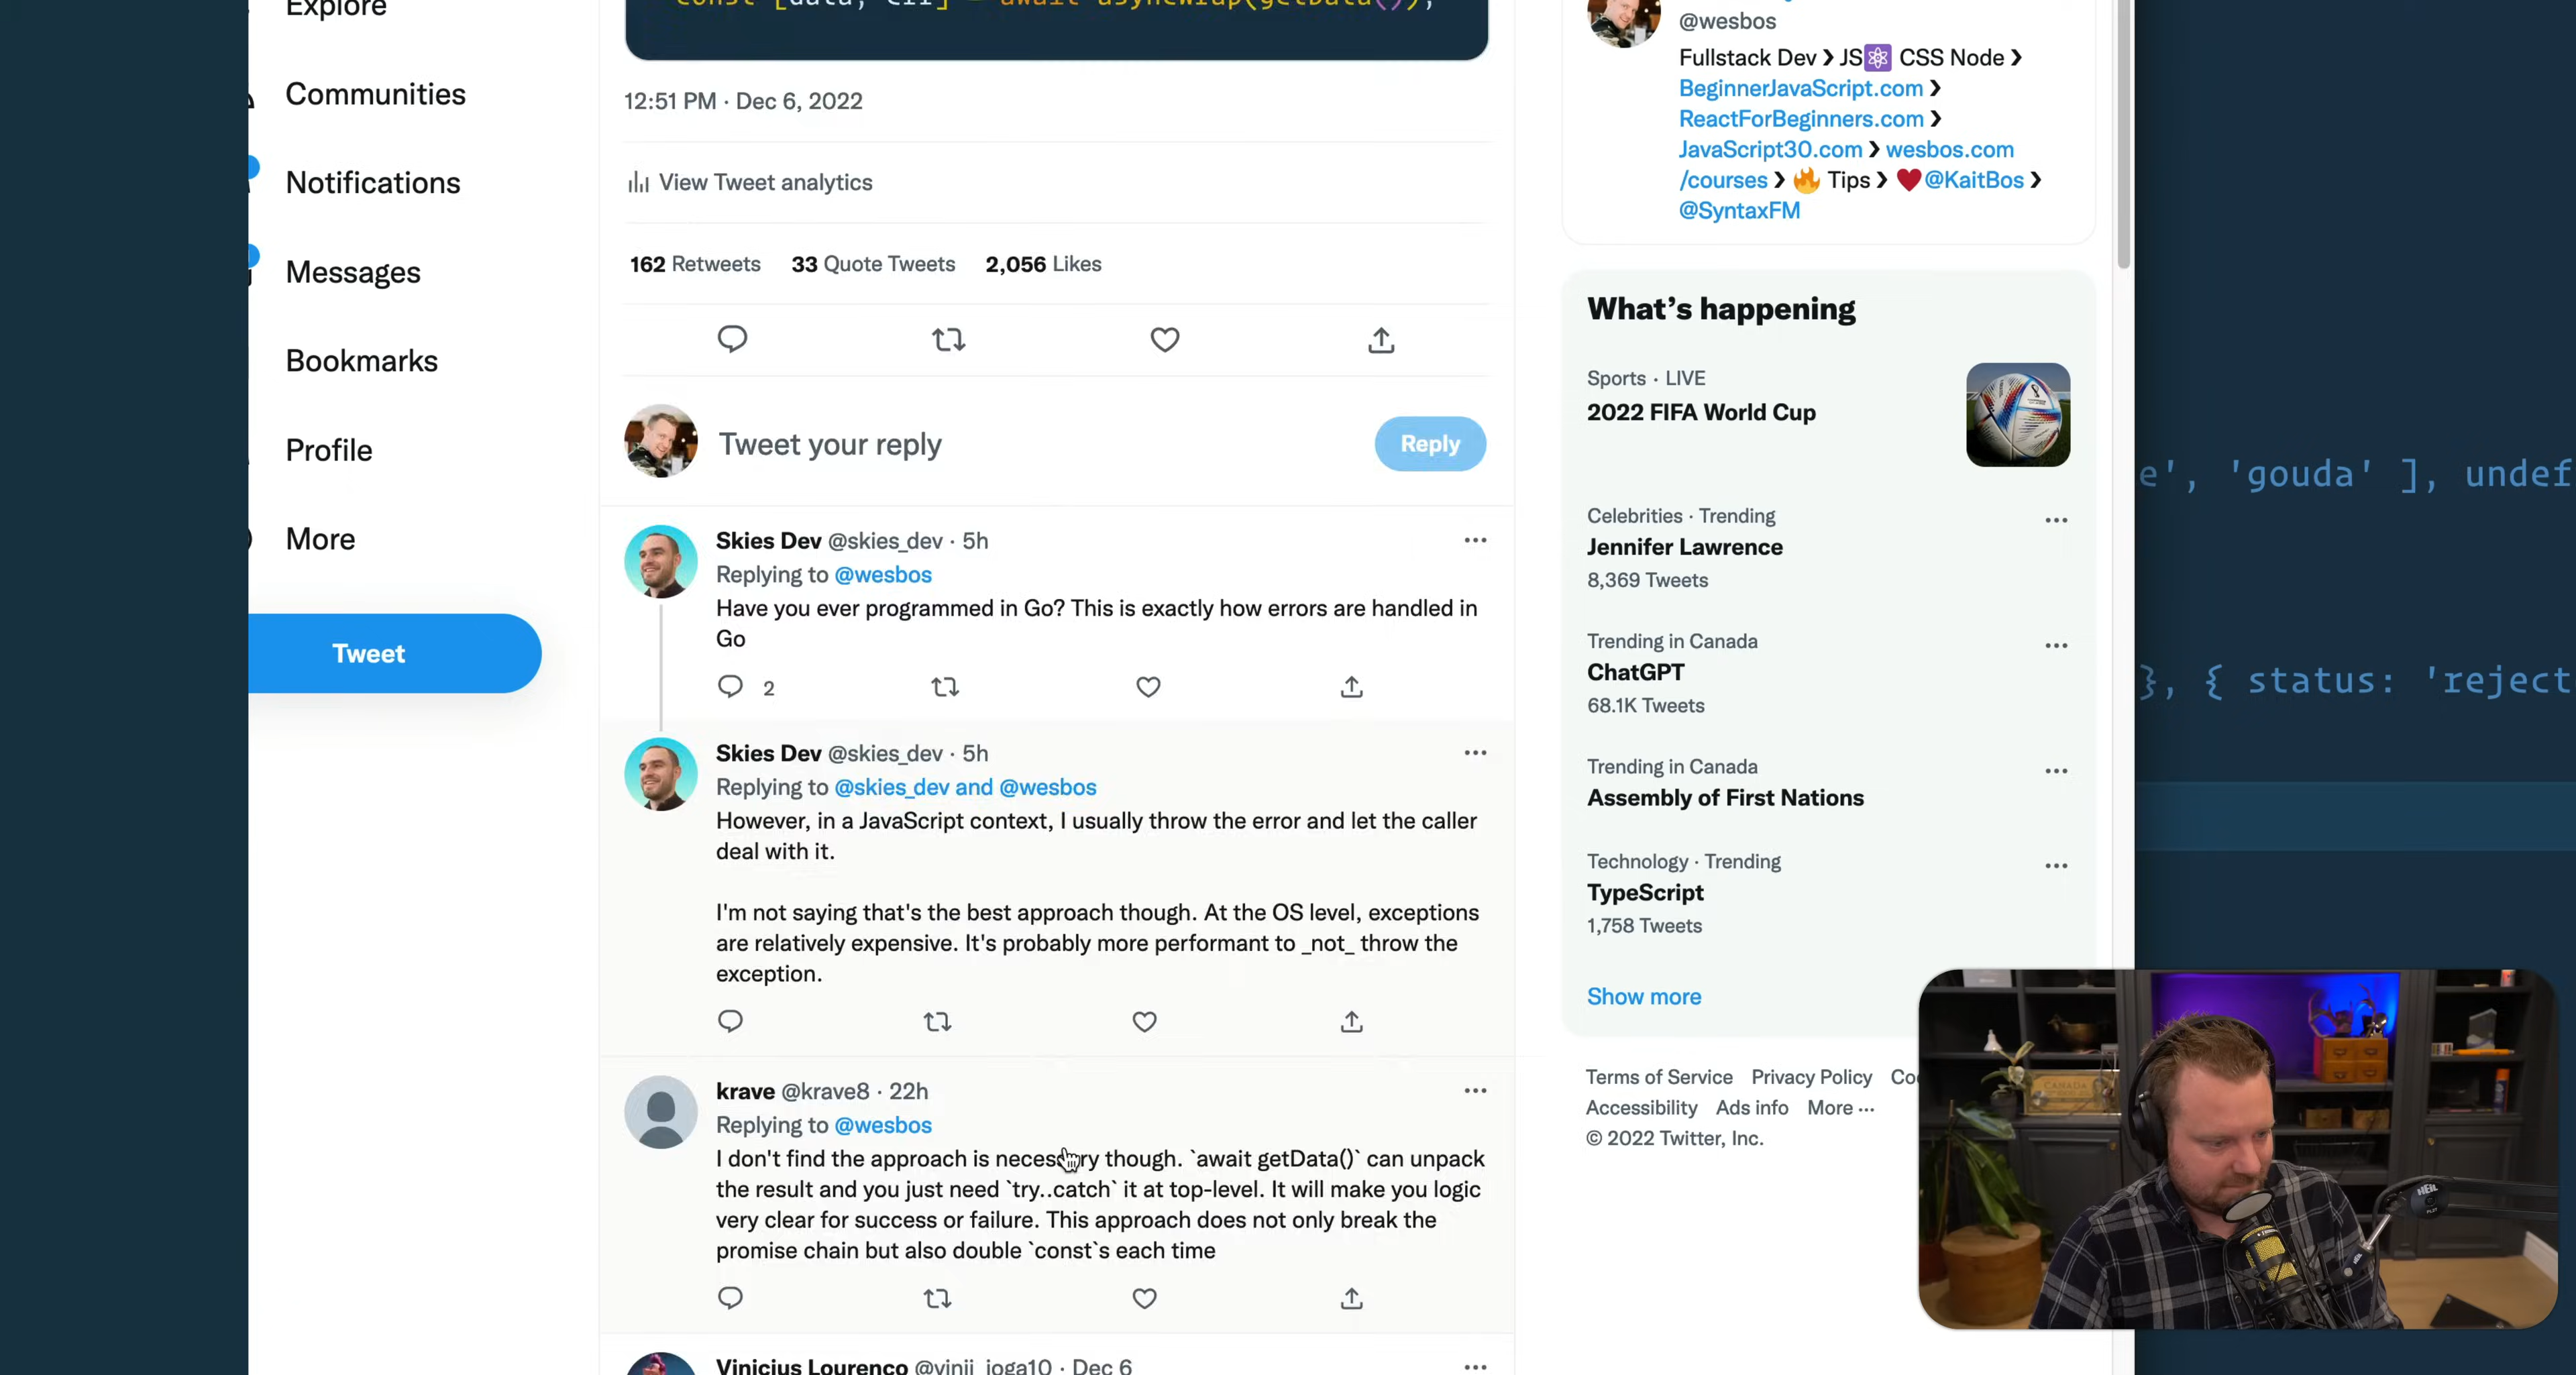 Explore
Communities
Notifications
Messages
Bookmarks
Profile
More
Tweet
const [data, err] = await asyncWrap(getData());
12:51 PM · Dec 6, 2022
View Tweet analytics
162 Retweets 33 Quote Tweets 2,056 Likes
Tweet your reply
Reply
Skies Dev @skies_dev · 5h
Replying to @wesbos
Have you ever programmed in Go? This is exactly how errors are handled in
Go
2
Skies Dev @skies_dev · 5h
Replying to @skies_dev and @wesbos
However, in a JavaScript context, I usually throw the error and let the caller
deal with it.
I'm not saying that's the best approach though. At the OS level, exceptions
are relatively expensive. It's probably more performant to _not_ throw the
exception.
krave @krave8 · 22h
Replying to @wesbos
I don't find the approach is necessary though. `await getData()` can unpack
the result and you just need `try..catch` it at top-level. It will make you logic
very clear for success or failure. This approach does not only break the
promise chain but also double `const`s each time
Vinicius Lourenco @vinii_joga10 · Dec 6
@wesbos
Fullstack Dev ❯ JS⚛ CSS Node ❯
BeginnerJavaScript.com ❯
ReactForBeginners.com ❯
JavaScript30.com ❯ wesbos.com
/courses ❯ 🔥 Tips ❯ ❤@KaitBos ❯
@SyntaxFM
What's happening
Sports · LIVE
2022 FIFA World Cup
Celebrities · Trending
Jennifer Lawrence
8,369 Tweets
Trending in Canada
ChatGPT
68.1K Tweets
Trending in Canada
Assembly of First Nations
Technology · Trending
TypeScript
1,758 Tweets
Show more
Terms of Service Privacy Policy Coo
Accessibility Ads info More ···
© 2022 Twitter, Inc.
e', 'gouda' ], undef
}, { status: 'reject
CANADA
HEiL